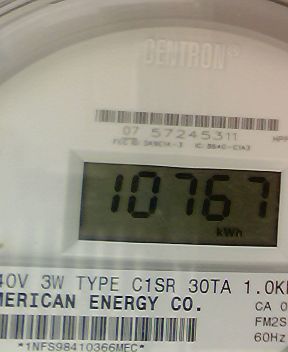 CENTRON®
07 57245311
10767
kWh
40V 3W TYPE C1SR 30TA 1.0K
MERICAN ENERGY CO.
CA 0
FM2S
60Hz
*1NFS98410366MEC*